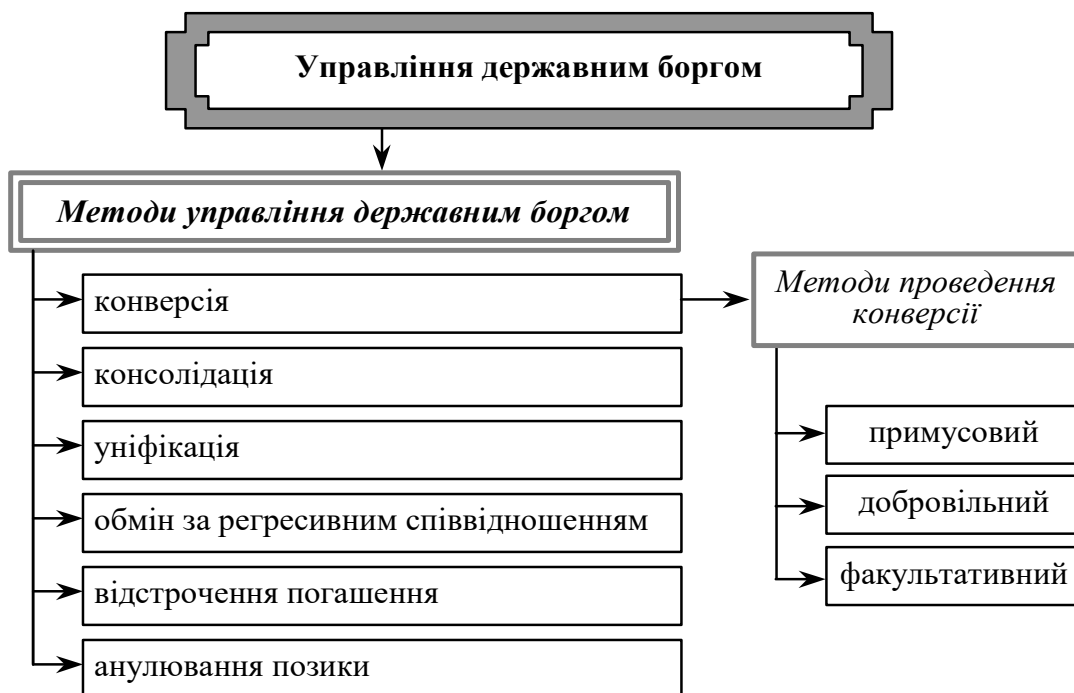 Управління державним боргом
Методи управління державним боргом
конверсія
консолідація
уніфікація
обмін за регресивним співвідношенням
відстрочення погашення
анулювання позики
Методи проведення
конверсії
примусовий
добровільний
факультативний